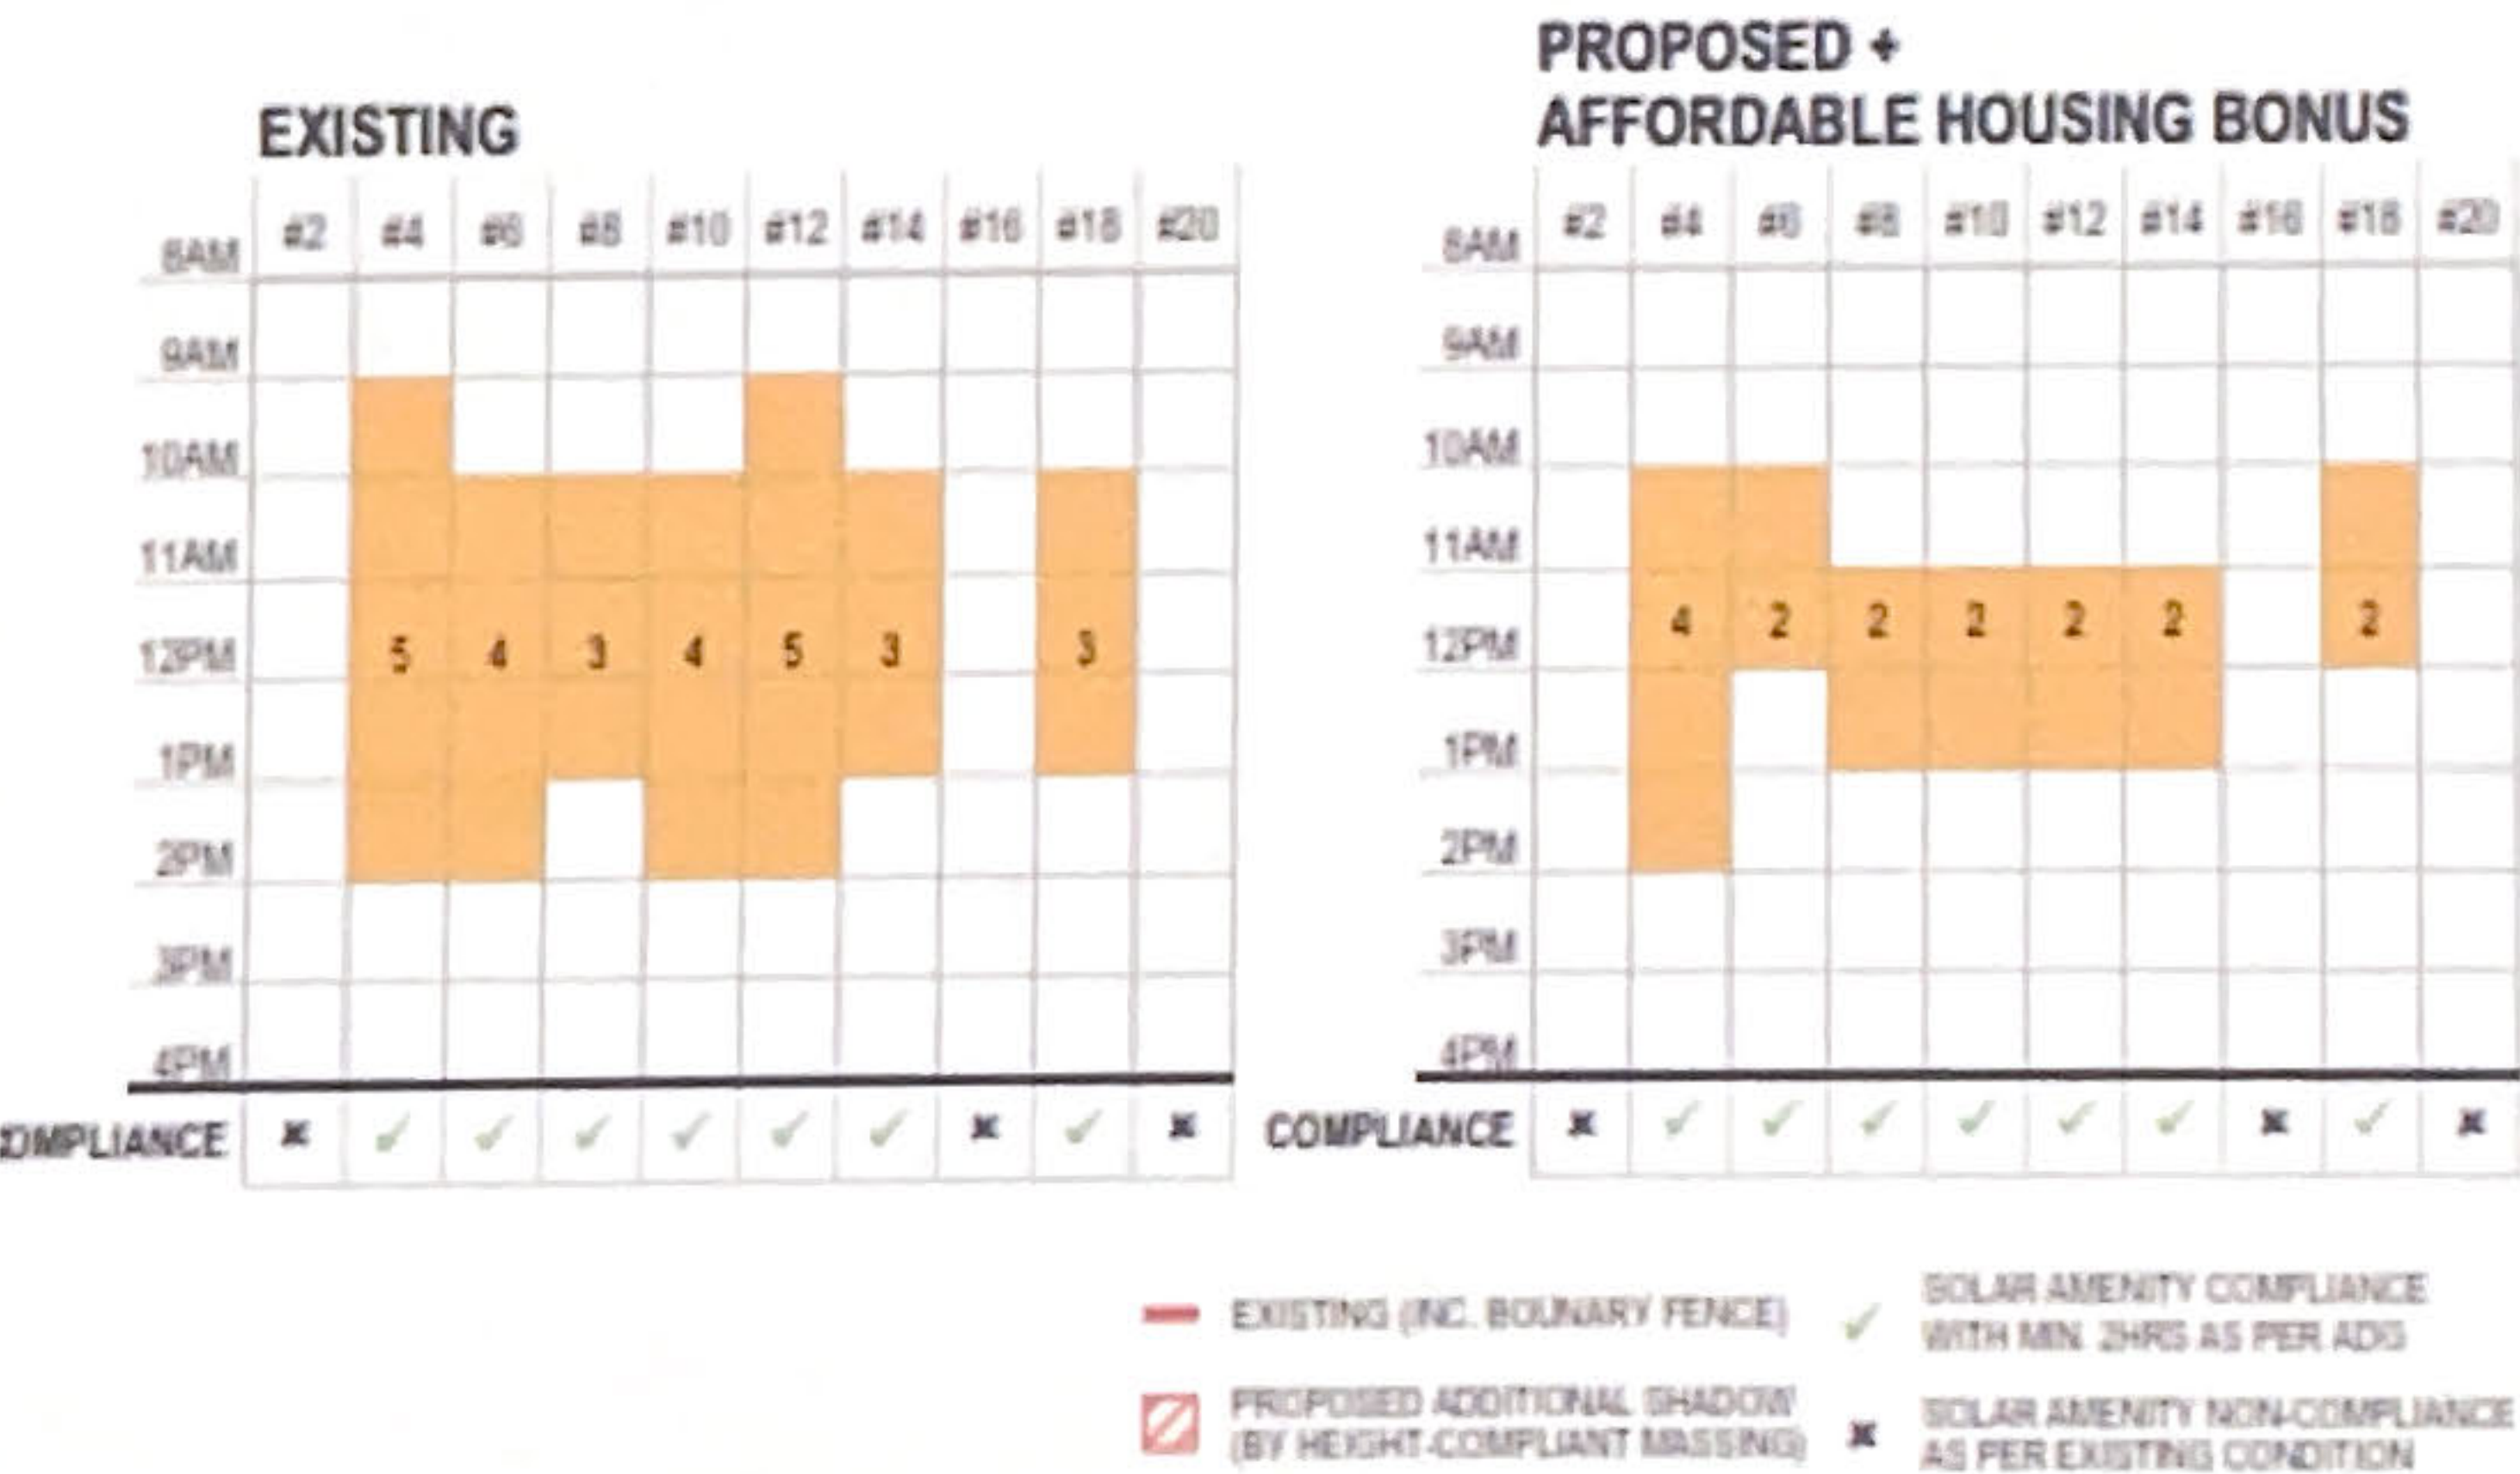 EXISTING
#2 #4 #6 #8 #10 #12 #14 #16 #18 #20
8AM
9AM
10AM
11AM
12PM
5 4 3 4 5 3 3
1PM
2PM
3PM
4PM
COMPLIANCE ✖ ✓ ✓ ✓ ✓ ✓ ✓ ✖ ✓ ✖
PROPOSED +
AFFORDABLE HOUSING BONUS
#2 #4 #6 #8 #10 #12 #14 #16 #18 #20
8AM
9AM
10AM
11AM
4 2 2 2 2 2 2
12PM
1PM
2PM
3PM
4PM
COMPLIANCE ✖ ✓ ✓ ✓ ✓ ✓ ✓ ✖ ✓ ✖
EXISTING (INC. BOUNARY FENCE)
PROPOSED ADDITIONAL SHADOW
(BY HEIGHT-COMPLIANT MASSING)
✓ SOLAR AMENITY COMPLIANCE
WITH MIN. 2HRS AS PER ADG
✖ SOLAR AMENITY NON-COMPLIANCE
AS PER EXISTING CONDITION